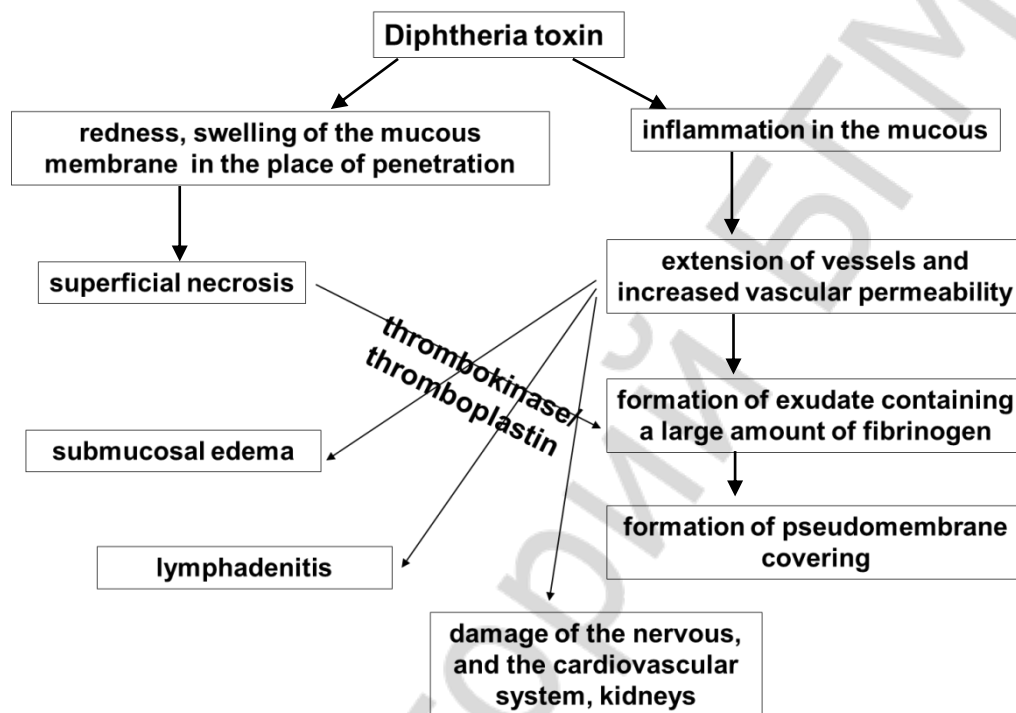 Diphtheria toxin
redness, swelling of the mucous
membrane in the place of penetration
inflammation in the mucous
superficial necrosis
extension of vessels and
increased vascular permeability
thrombokinase/
thromboplastin
formation of exudate containing
a large amount of fibrinogen
submucosal edema
formation of pseudomembrane
covering
lymphadenitis
damage of the nervous,
and the cardiovascular
system, kidneys
орий БГМ